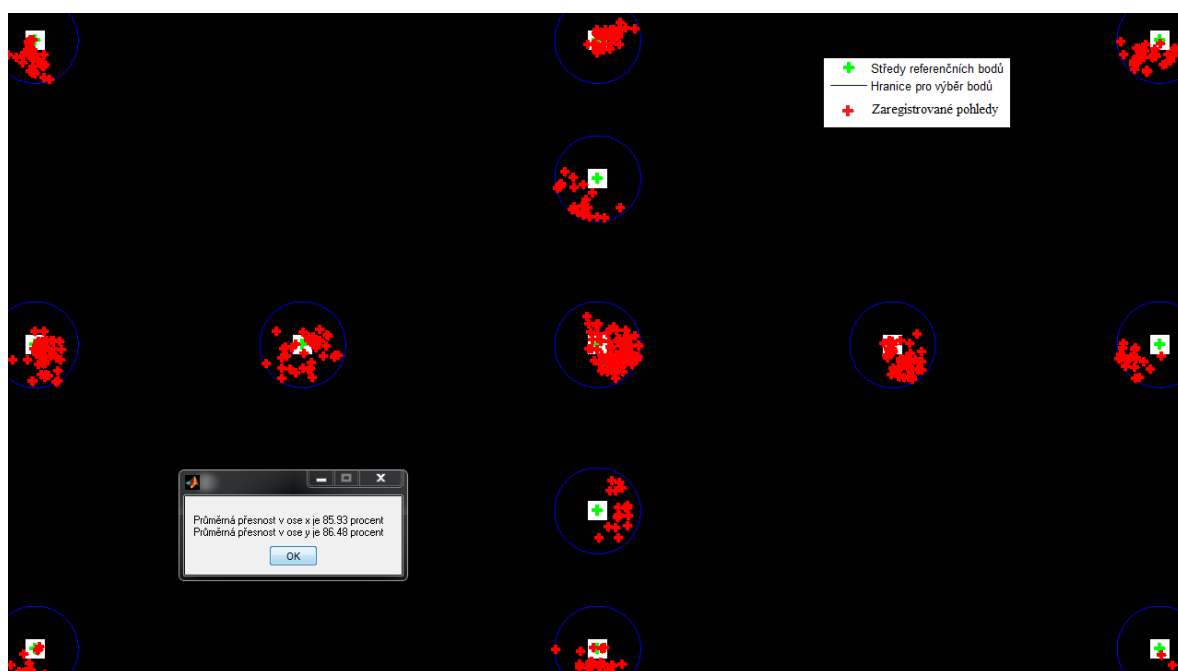 Středy referenčních bodů
Hranice pro výběr bodů
Zaregistrované pohledy
Průměrná přesnost v ose x je 85.93 procent
Průměrná přesnost v ose y je 86.48 procent
OK